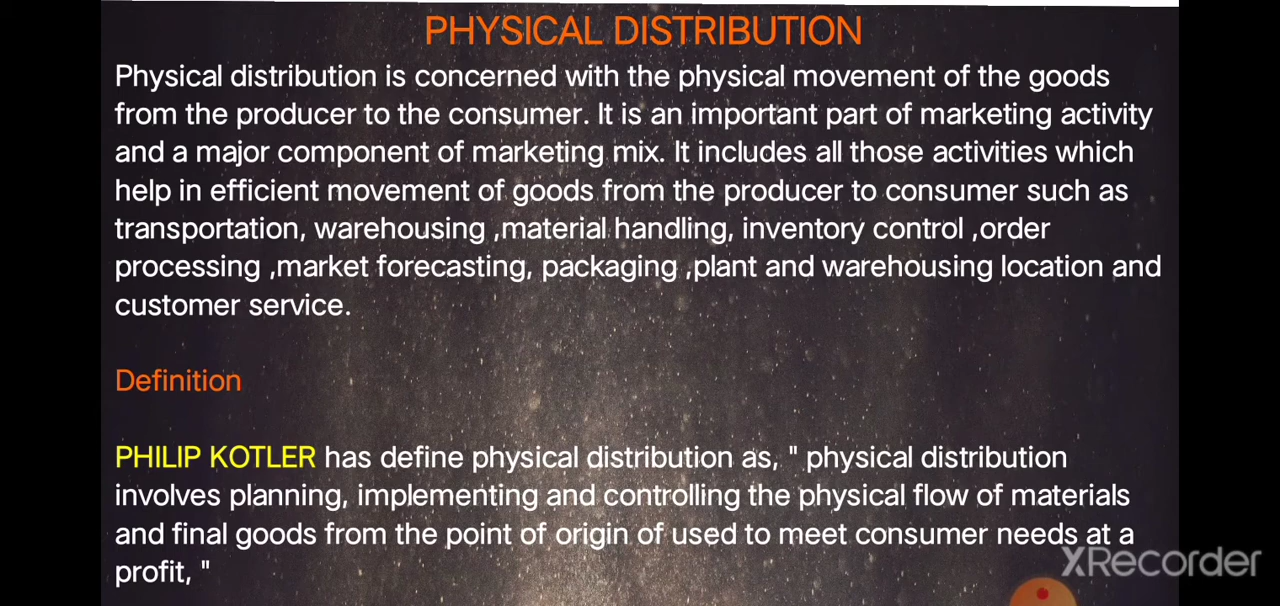 PHYSICAL DISTRIBUTION
Physical distribution is concerned with the physical movement of the goods
from the producer to the consumer. It is an important part of marketing activity
and a major component of marketing mix. It includes all those activities which
help in efficient movement of goods from the producer to consumer such as
transportation, warehousing ,material handling, inventory control ,order
processing ,market forecasting, packaging ,plant and warehousing location and
customer service.
Definition
PHILIP KOTLER has define physical distribution as, " physical distribution
involves planning, implementing and controlling the physical flow of materials
and final goods from the point of origin of used to meet consumer needs at a
profit, "
XRecorder